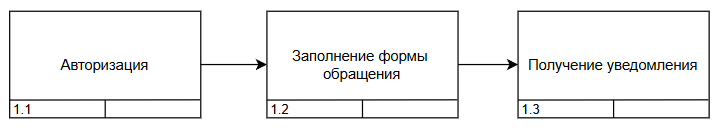 Авторизация
1.1
Заполнение формы
обращения
1.2
Получение уведомления
1.3